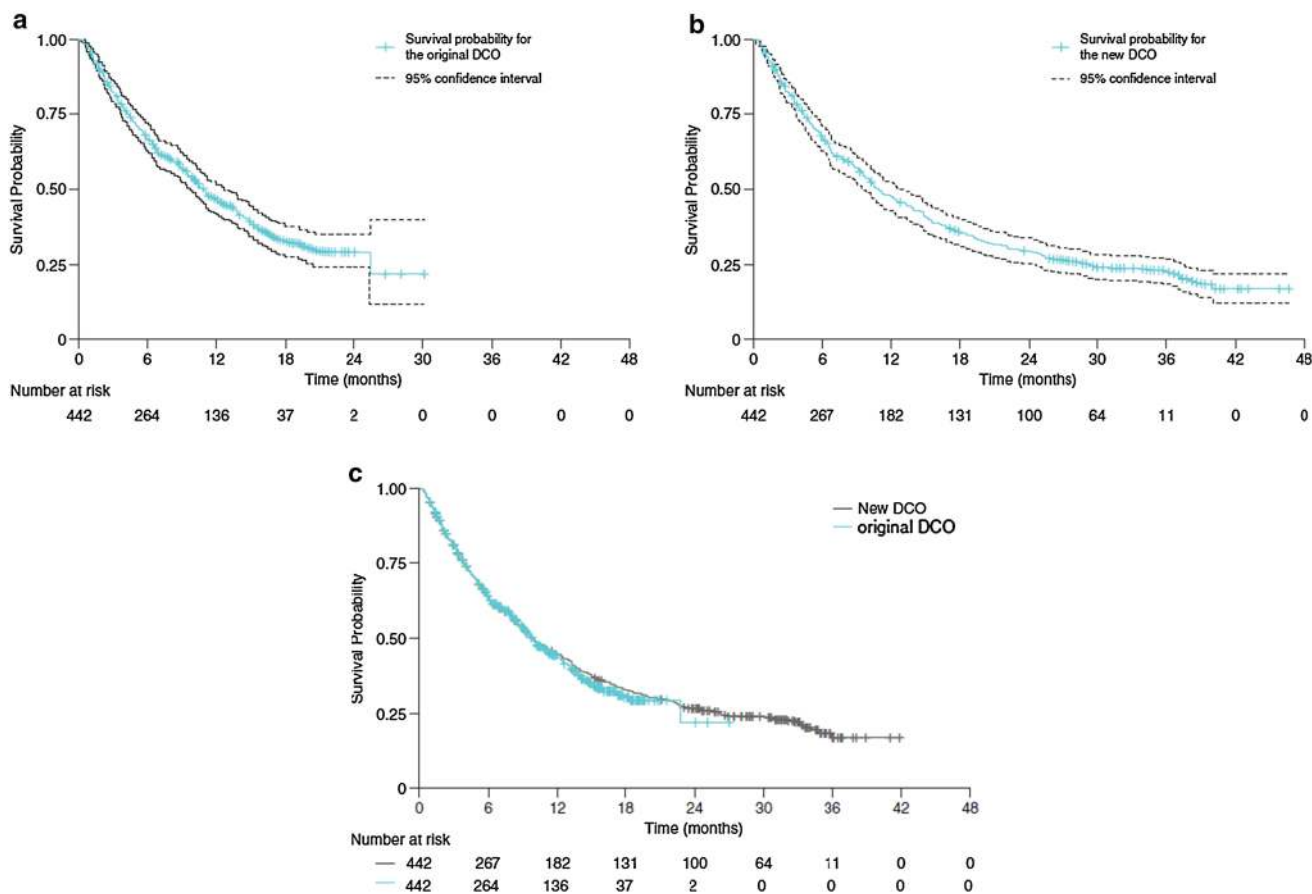 a
Survival probability for
the original DCO
95% confidence interval
1.00
0.75
0.50
0.25
0
Survival Probability
0 6 12 18 24 30 36 42 48
Time (months)
Number at risk
442 264 136 37 2 0 0 0 0
b
Survival probability for
the new DCO
95% confidence interval
1.00
0.75
0.50
0.25
0
Survival Probability
0 6 12 18 24 30 36 42 48
Time (months)
Number at risk
442 267 182 131 100 64 11 0 0
c
New DCO
original DCO
1.00
0.75
0.50
0.25
0
Survival Probability
0 6 12 18 24 30 36 42 48
Time (months)
Number at risk
442 267 182 131 100 64 11 0 0
442 264 136 37 2 0 0 0 0